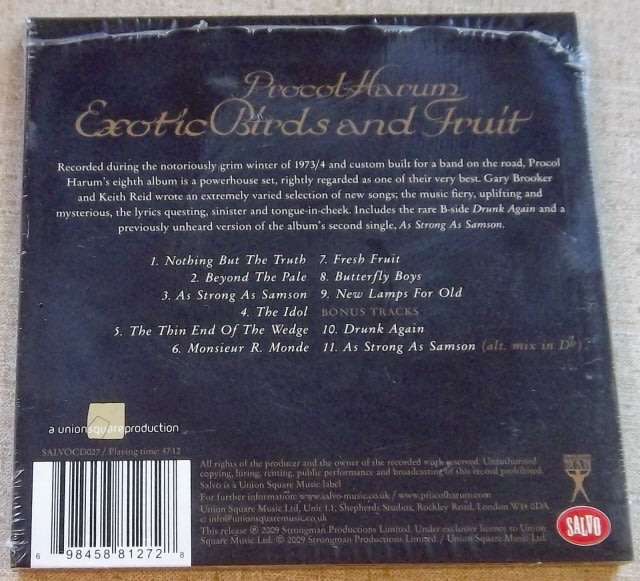 Procol Harum
Exotic Birds and Fruit
Recorded during the notoriously grim winter of 1973/4 and custom built for a band on the road, Procol
Harum's eighth album is a powerhouse set, rightly regarded as one of their very best. Gary Brooker
and Keith Reid wrote an extremely varied selection of new songs; the music fiery, uplifting and
mysterious, the lyrics questing, sinister and tongue-in-cheek. Includes the rare B-side Drunk Again and a
previously unheard version of the album's second single, As Strong As Samson.
1. Nothing But The Truth
2. Beyond The Pale
3. As Strong As Samson
4. The Idol
5. The Thin End Of The Wedge
6. Monsieur R. Monde
7. Fresh Fruit
8. Butterfly Boys
9. New Lamps For Old
BONUS TRACKS
10. Drunk Again
11. As Strong As Samson (alt. mix in D♭)
a unionsquareproduction
SALVOCD027 / Playing time: 47:12
6 98458 81272 8
All rights of the producer and the owner of the recorded work reserved. Unauthorised
copying, hiring, renting, public performance and broadcasting of this record prohibited.
Salvo is a Union Square Music label
For further information: www.salvo-music.co.uk / www.procolharum.com
Union Square Music Ltd, Unit 1.1, Shepherds Studios, Rockley Road, London W14 0DA
e: info@unionsquaremusic.co.uk
This release ℗ 2009 Strongman Productions Limited. Under exclusive licence to Union
Square Music Ltd. © 2009 Strongman Productions Limited / Union Square Music Ltd.
SALVO